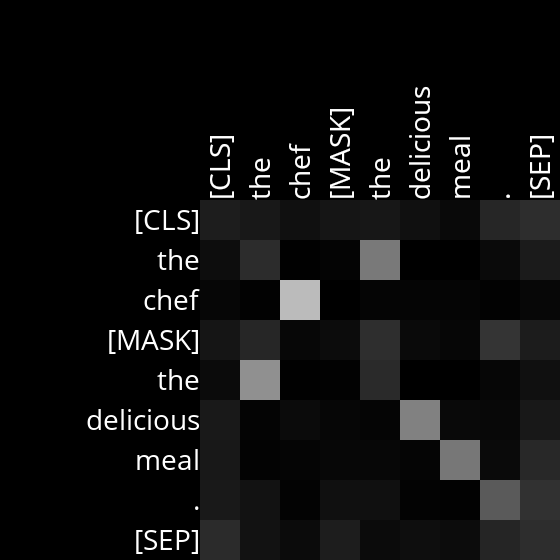 [CLS]
the
chef
[MASK]
the
delicious
meal
.
[SEP]
[CLS]
the
chef
[MASK]
the
delicious
meal
.
[SEP]